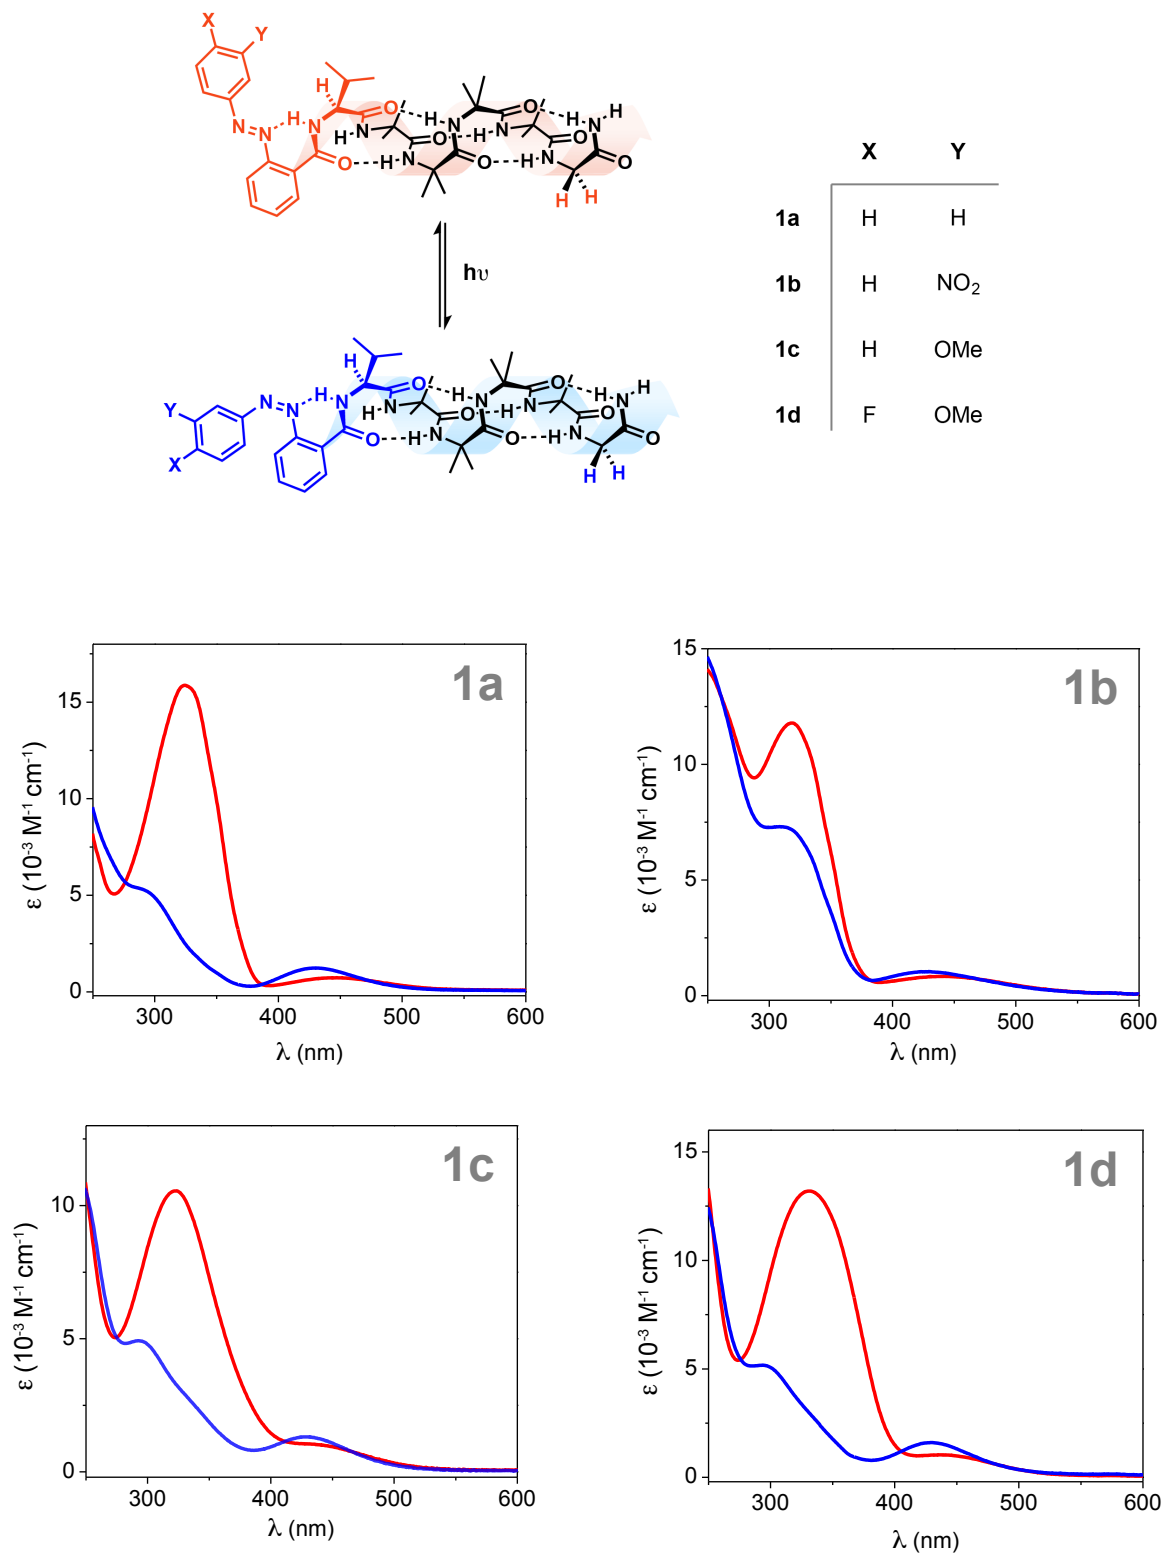 X
Y
H
H
O
H
O
H
H
N
N
N
N
H
N
H
N
N
O
O
O
H
N
H
N
O
O
H
H
hυ
X Y
1a H H
1b H NO2
1c H OMe
1d F OMe
H
H
O
H
O
H
H
Y
N
N
N
N
H
N
H
N
N
O
O
X
O
H
N
H
N
O
O
H
H
1a
ε (10-3 M-1 cm-1)
15
10
5
0
300 400 500 600
λ (nm)
1b
ε (10-3 M-1 cm-1)
15
10
5
0
300 400 500 600
λ (nm)
1c
ε (10-3 M-1 cm-1)
10
5
0
300 400 500 600
λ (nm)
1d
ε (10-3 M-1 cm-1)
15
10
5
0
300 400 500 600
λ (nm)